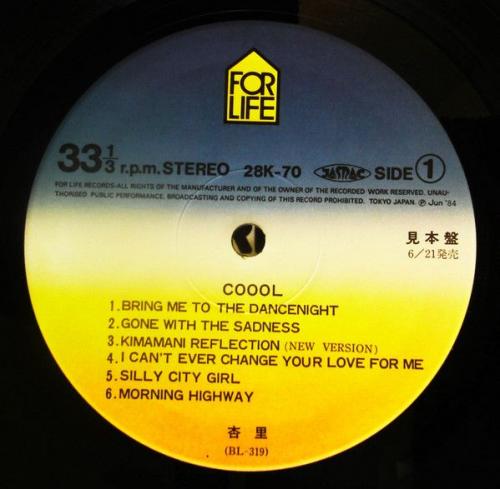 FOR
LIFE
33 1/3 r.p.m. STEREO 28K-70 JASRAC SIDE 1
FOR LIFE RECORDS-ALL RIGHTS OF THE MANUFACTURER AND OF THE OWNER OF THE RECORDED WORK RESERVED. UNAU-
THORISED PUBLIC PERFORMANCE, BROADCASTING AND COPYING OF THIS RECORD PROHIBITED. TOKYO JAPAN. Ⓟ Jun '84
見本盤
6/21発売
COOOL
1.BRING ME TO THE DANCENIGHT
2.GONE WITH THE SADNESS
3.KIMAMANI REFLECTION (NEW VERSION)
4.I CAN'T EVER CHANGE YOUR LOVE FOR ME
5.SILLY CITY GIRL
6.MORNING HIGHWAY
杏里
(BL-319)